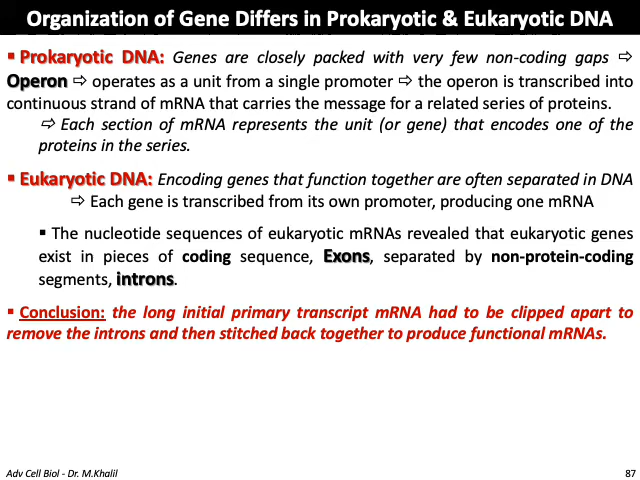 Organization of Gene Differs in Prokaryotic & Eukaryotic DNA
▪ Prokaryotic DNA: Genes are closely packed with very few non-coding gaps ⇨
Operon ⇨ operates as a unit from a single promoter ⇨ the operon is transcribed into
continuous strand of mRNA that carries the message for a related series of proteins.
⇨ Each section of mRNA represents the unit (or gene) that encodes one of the
proteins in the series.
▪ Eukaryotic DNA: Encoding genes that function together are often separated in DNA
⇨ Each gene is transcribed from its own promoter, producing one mRNA
▪ The nucleotide sequences of eukaryotic mRNAs revealed that eukaryotic genes
exist in pieces of coding sequence, Exons, separated by non-protein-coding
segments, introns.
▪ Conclusion: the long initial primary transcript mRNA had to be clipped apart to
remove the introns and then stitched back together to produce functional mRNAs.
Adv Cell Biol - Dr. M.Khalil
87